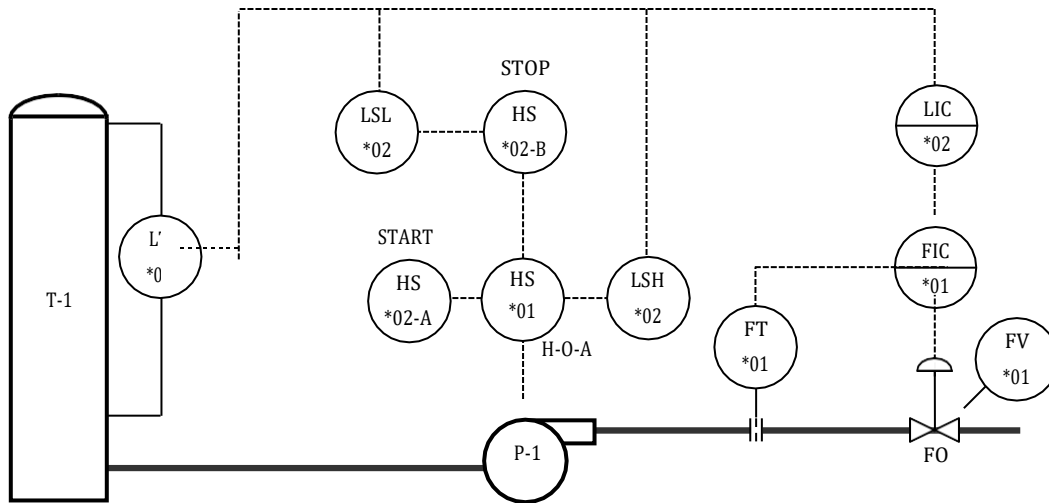 STOP
LSL
*02
HS
*02-B
LIC
*02
START
L
*0
T-1
HS
*02-A
HS
*01
H-O-A
LSH
*02
FIC
*01
FT
*01
FV
*01
P-1
FO